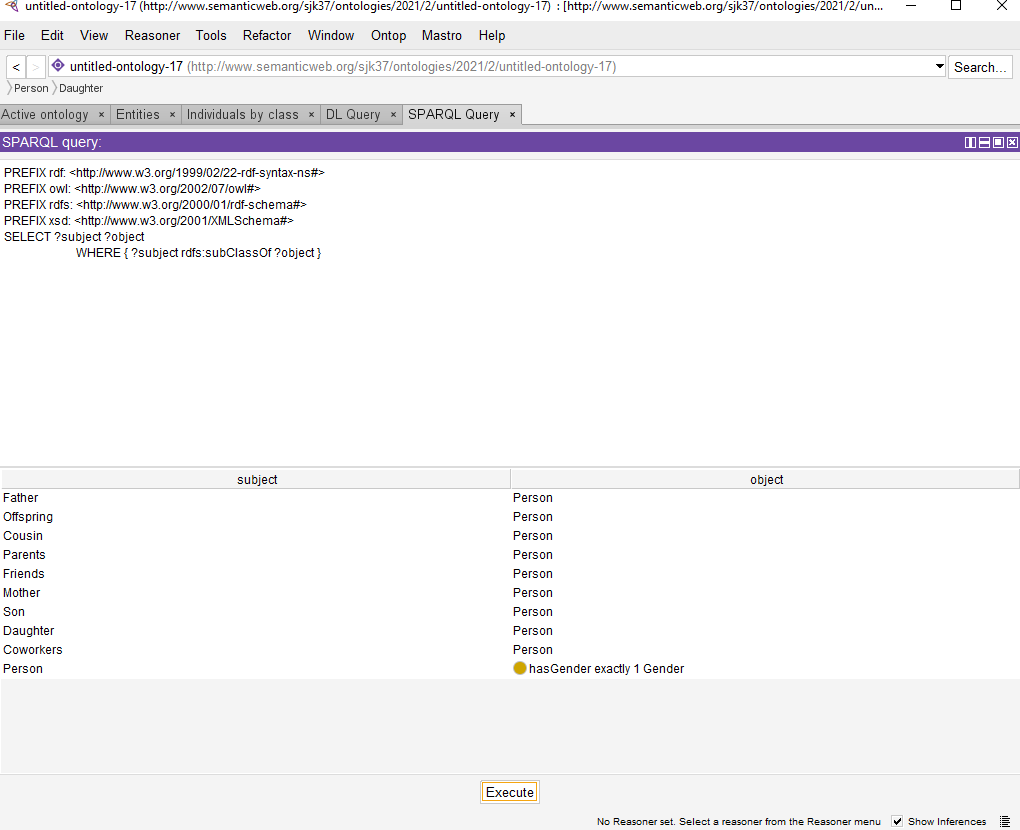 untitled-ontology-17 (http://www.semanticweb.org/sjk37/ontologies/2021/2/untitled-ontology-17) : [http://www.semanticweb.org/sjk37/ontologies/2021/2/un...
File Edit View Reasoner Tools Refactor Window Ontop Mastro Help
< > untitled-ontology-17 (http://www.semanticweb.org/sjk37/ontologies/2021/2/untitled-ontology-17) Search...
Person Daughter
Active ontology × Entities × Individuals by class × DL Query × SPARQL Query ×
SPARQL query:
PREFIX rdf: <http://www.w3.org/1999/02/22-rdf-syntax-ns#>
PREFIX owl: <http://www.w3.org/2002/07/owl#>
PREFIX rdfs: <http://www.w3.org/2000/01/rdf-schema#>
PREFIX xsd: <http://www.w3.org/2001/XMLSchema#>
SELECT ?subject ?object
WHERE { ?subject rdfs:subClassOf ?object }
subject object
Father Person
Offspring Person
Cousin Person
Parents Person
Friends Person
Mother Person
Son Person
Daughter Person
Coworkers Person
Person hasGender exactly 1 Gender
Execute
No Reasoner set. Select a reasoner from the Reasoner menu Show Inferences